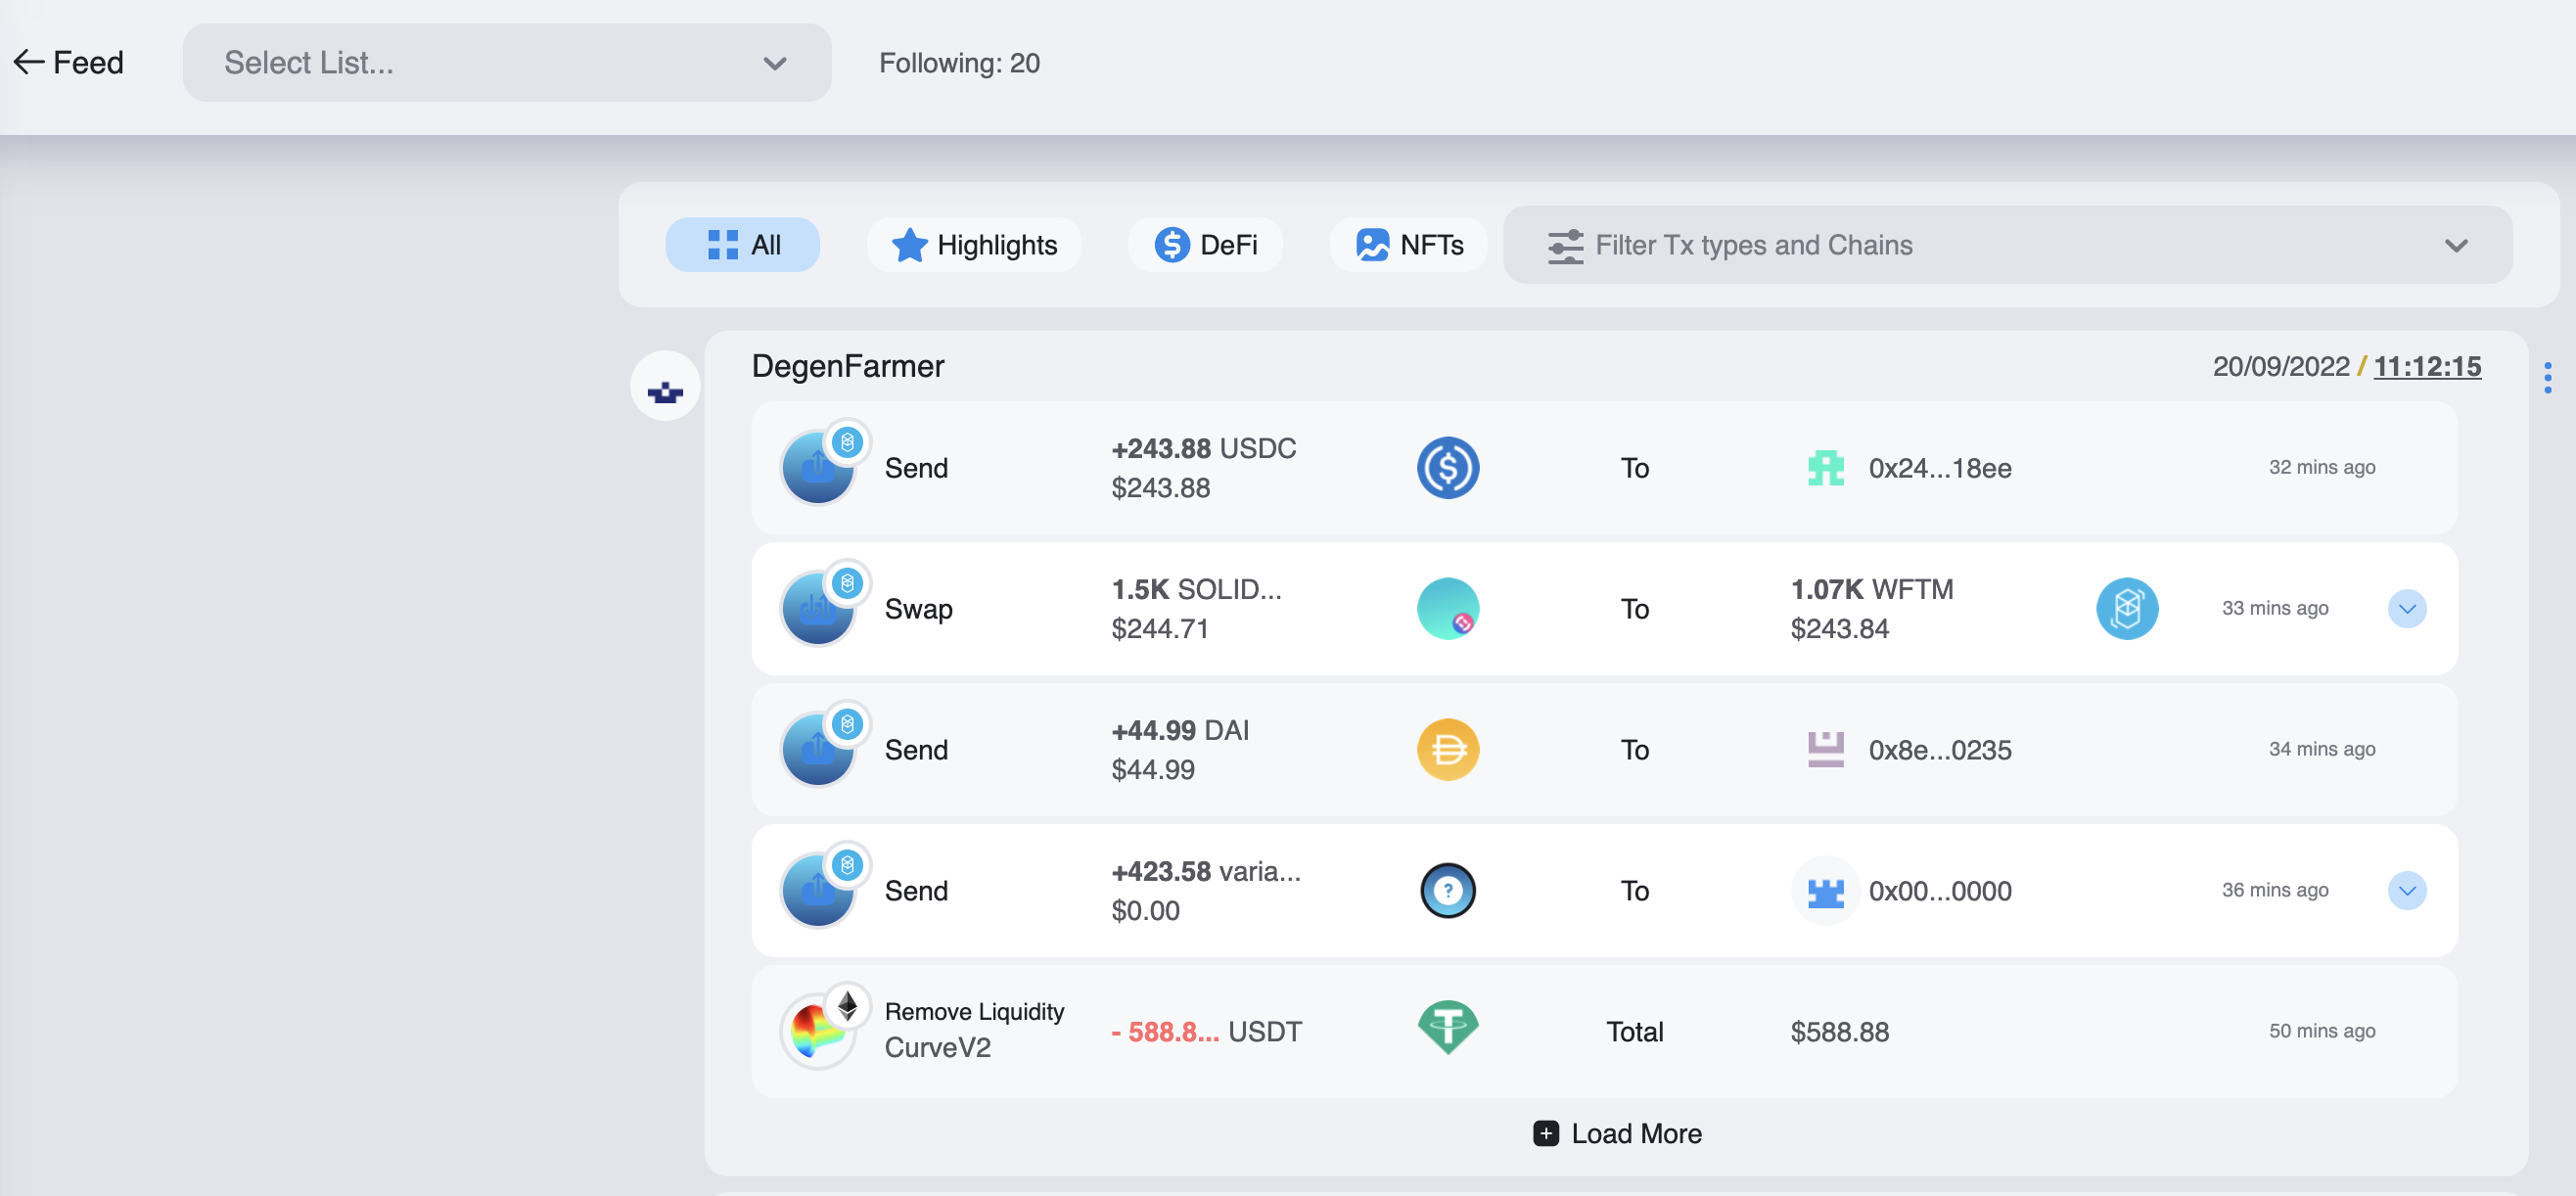 Feed
Select List...
Following: 20
All
Highlights
DeFi
NFTs
Filter Tx types and Chains
DegenFarmer
20/09/2022 / 11:12:15
Send
+243.88 USDC
$243.88
To
0x24...18ee
32 mins ago
Swap
1.5K SOLID...
$244.71
To
1.07K WFTM
$243.84
33 mins ago
Send
+44.99 DAI
$44.99
To
0x8e...0235
34 mins ago
Send
+423.58 varia...
$0.00
To
0x00...0000
36 mins ago
Remove Liquidity
CurveV2
- 588.8... USDT
Total
$588.88
50 mins ago
Load More